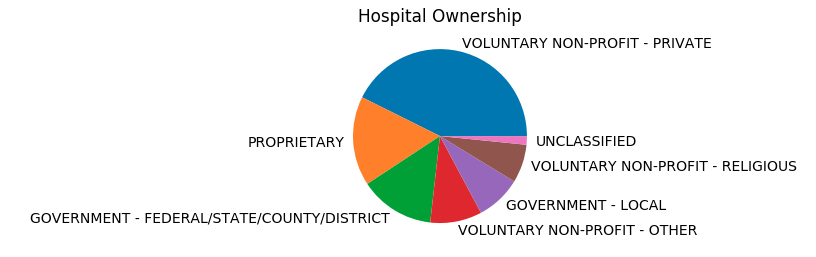 Hospital Ownership
VOLUNTARY NON-PROFIT - PRIVATE
PROPRIETARY
UNCLASSIFIED
VOLUNTARY NON-PROFIT - RELIGIOUS
GOVERNMENT - LOCAL
GOVERNMENT - FEDERAL/STATE/COUNTY/DISTRICT
VOLUNTARY NON-PROFIT - OTHER